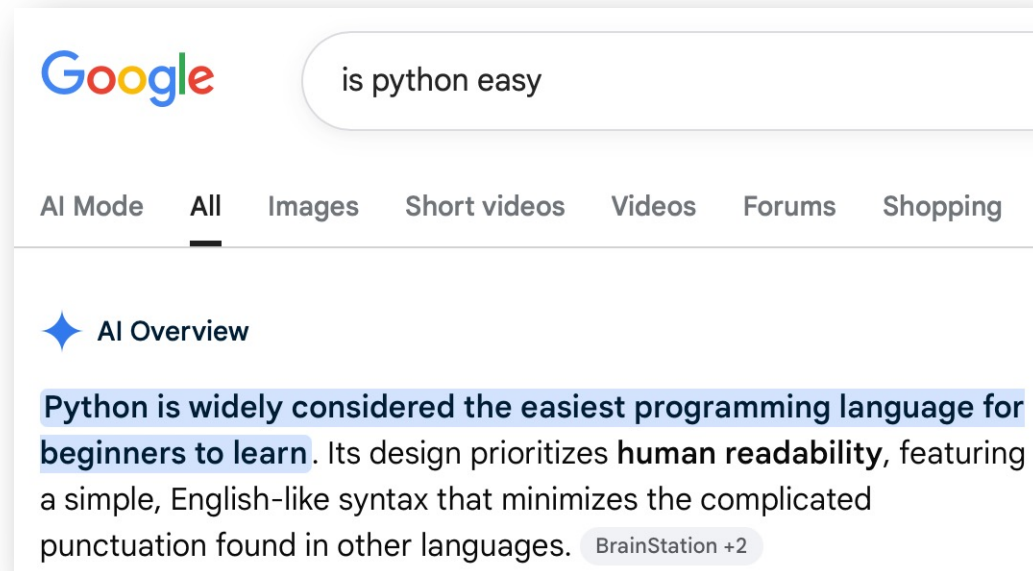 Google
is python easy
AI Mode All Images Short videos Videos Forums Shopping
AI Overview
Python is widely considered the easiest programming language for
beginners to learn. Its design prioritizes human readability, featuring
a simple, English-like syntax that minimizes the complicated
punctuation found in other languages. BrainStation +2